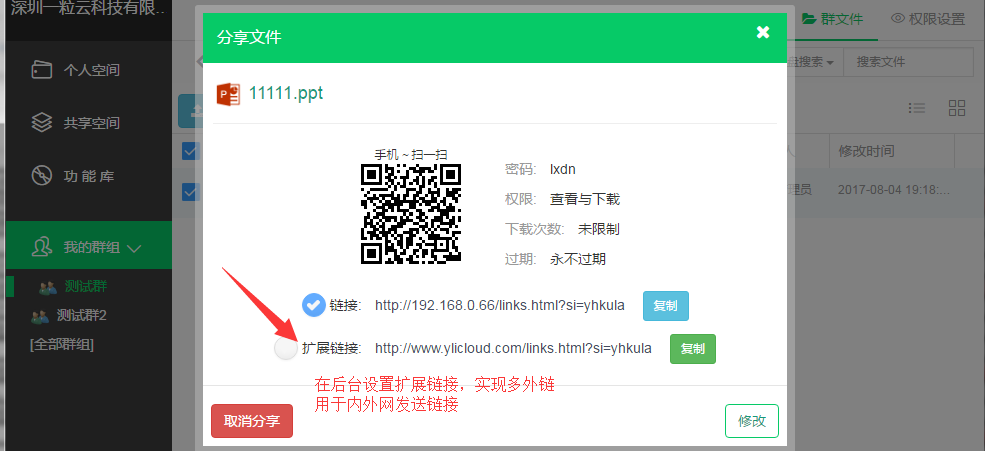 深圳一粒云科技有限..
个人空间
共享空间
功 能 库
我的群组
测试群
测试群2
[全部群组]
群文件
权限设置
搜索
搜索文件
人
修改时间
理员
2017-08-04 19:18:...
分享文件
11111.ppt
手机 ~ 扫一扫
密码: lxdn
权限: 查看与下载
下载次数: 未限制
过期: 永不过期
链接: http://192.168.0.66/links.html?si=yhkula 复制
扩展链接: http://www.ylicloud.com/links.html?si=yhkula 复制
在后台设置扩展链接，实现多外链
用于内外网发送链接
取消分享
修改